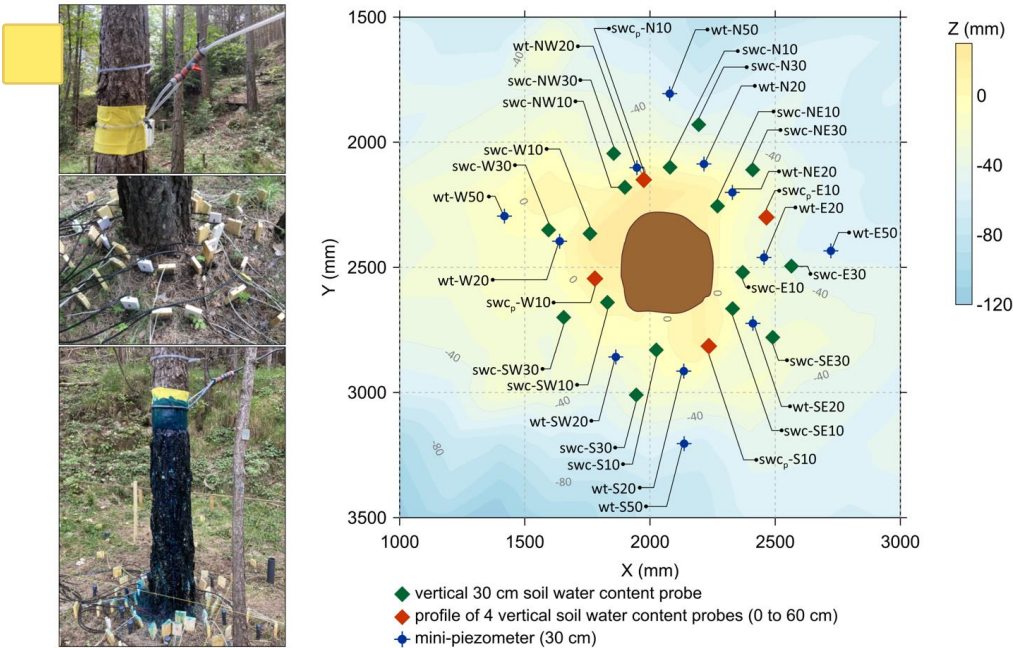 1500
2000
2500
3000
3500
Y (mm)
1000
1500
2000
2500
3000
X (mm)
Z (mm)
0
-40
-80
-120
swcp-N10
wt-N50
wt-NW20
swc-N10
swc-N30
swc-NW30
wt-N20
swc-NW10
swc-NE10
swc-NE30
swc-W10
swc-W30
wt-NE20
swcp-E10
wt-W50
wt-E20
wt-E50
wt-W20
swc-E30
swc-E10
swcp-W10
swc-SE30
swc-SW30
swc-SW10
wt-SE20
wt-SW20
swc-SE10
swc-S30
swc-S10
swcp-S10
wt-S20
wt-S50
-40
-40
-40
0
0
0
0
-40
-40
-40
-40
-40
-80
-80
vertical 30 cm soil water content probe
profile of 4 vertical soil water content probes (0 to 60 cm)
mini-piezometer (30 cm)